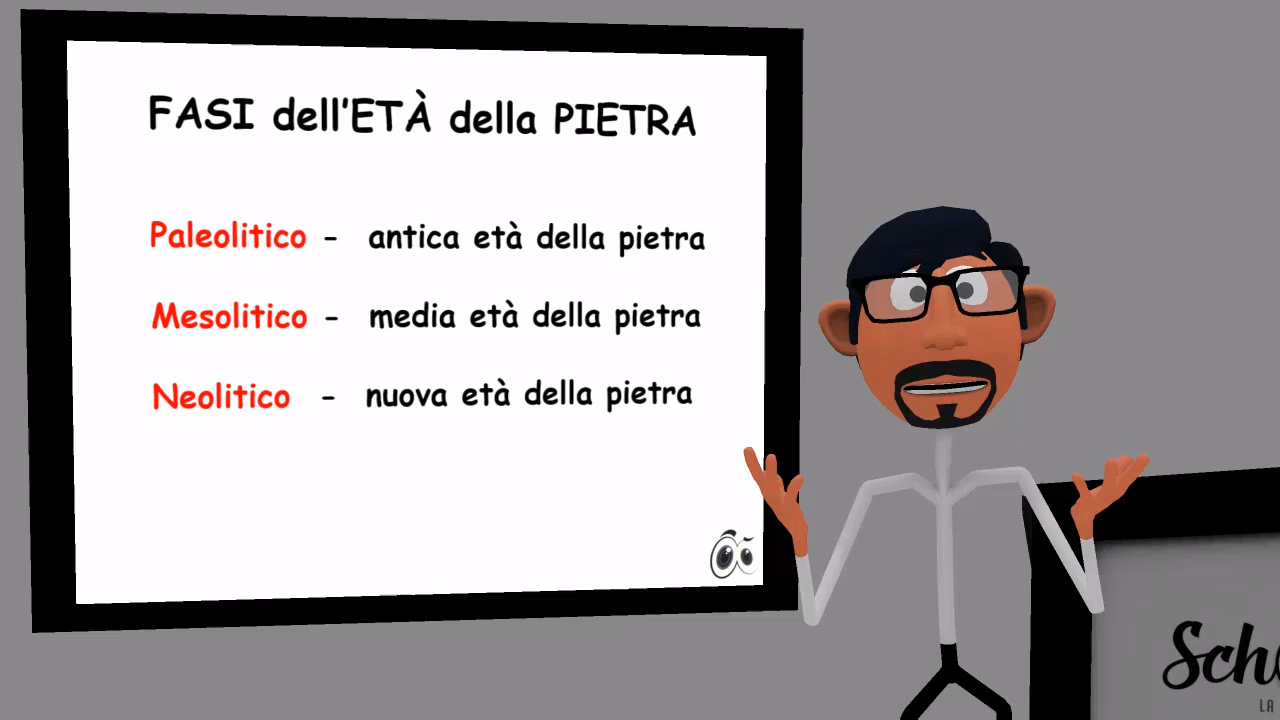 FASI dell'ETÀ della PIETRA
Paleolitico - antica età della pietra
Mesolitico - media età della pietra
Neolitico - nuova età della pietra
LA